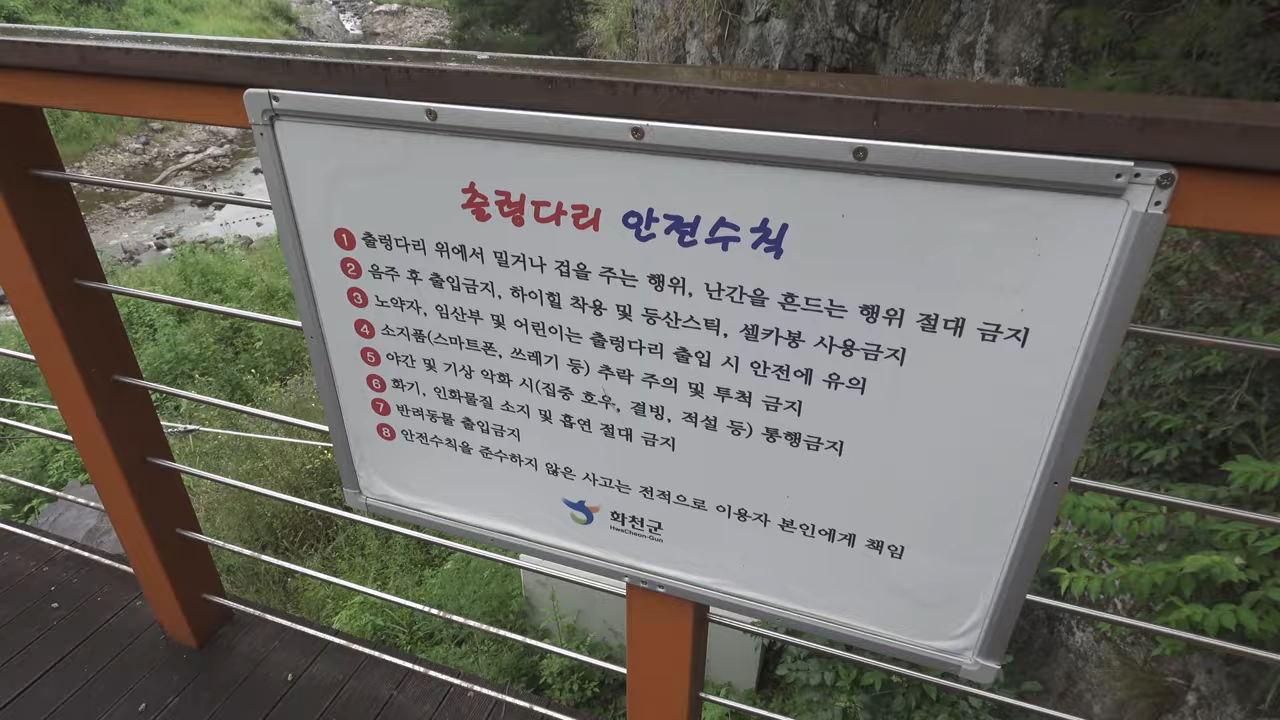 출렁다리 안전수칙
1 출렁다리 위에서 밀거나 겁을 주는 행위, 난간을 흔드는 행위 절대 금지
2 음주 후 출입금지, 하이힐 착용 및 등산스틱, 셀카봉 사용금지
3 노약자, 임산부 및 어린이는 출렁다리 출입 시 안전에 유의
4 소지품(스마트폰, 쓰레기 등) 추락 주의 및 투척 금지
5 야간 및 기상 악화 시(집중 호우, 결빙, 적설 등) 통행금지
6 화기, 인화물질 소지 및 흡연 절대 금지
7 반려동물 출입금지
8 안전수칙을 준수하지 않은 사고는 전적으로 이용자 본인에게 책임
화천군
HwaCheon-Gun